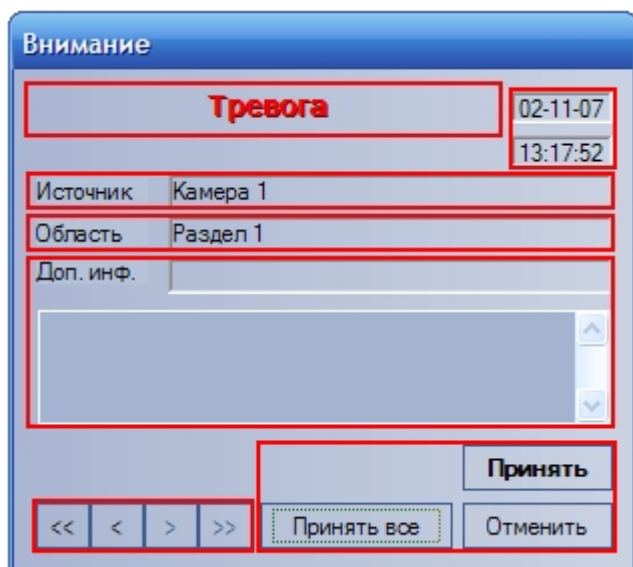 Внимание
Тревога
02-11-07
13:17:52
Источник Камера 1
Область Раздел 1
Доп. инф.
Принять
<< < > >> Принять все Отменить